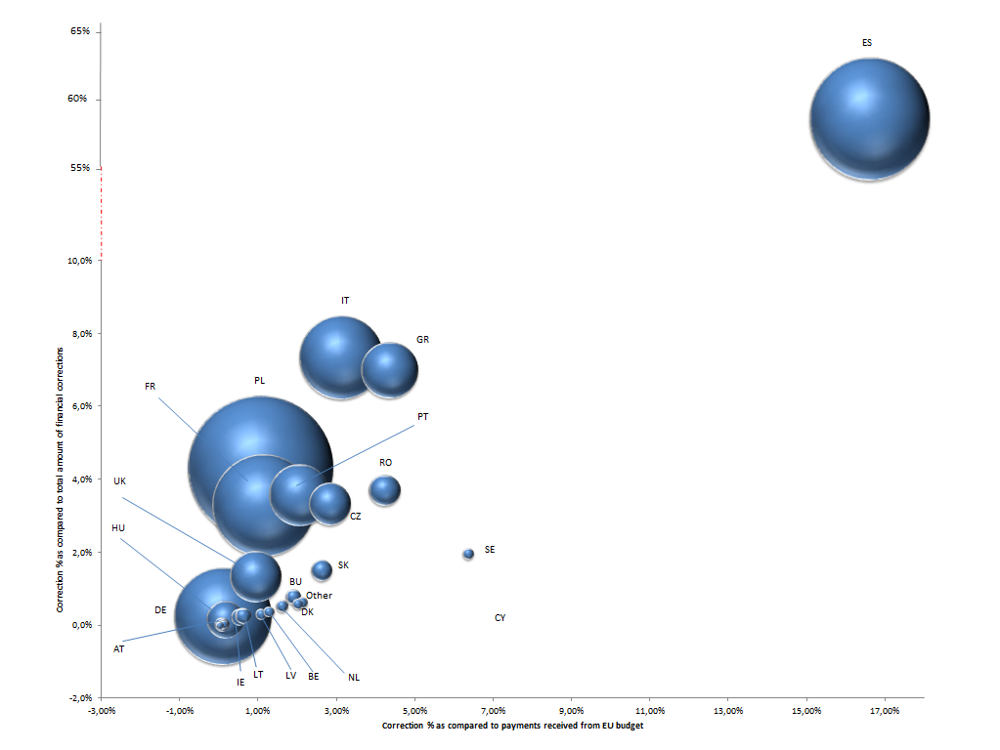 65%
ES
60%
55%
10,0%
IT
8,0%
GR
PL
FR
6,0%
PT
RO
4,0%
UK
CZ
HU
2,0%
SE
SK
BU
Other
DE
DK
CY
0,0%
AT
IE
LT
LV
BE
NL
-2,0%
-3,00%
-1,00%
1,00%
3,00%
5,00%
7,00%
9,00%
11,00%
13,00%
15,00%
17,00%
Correction % as compared to payments received from EU budget
Correction % as compared to total amount of financial corrections